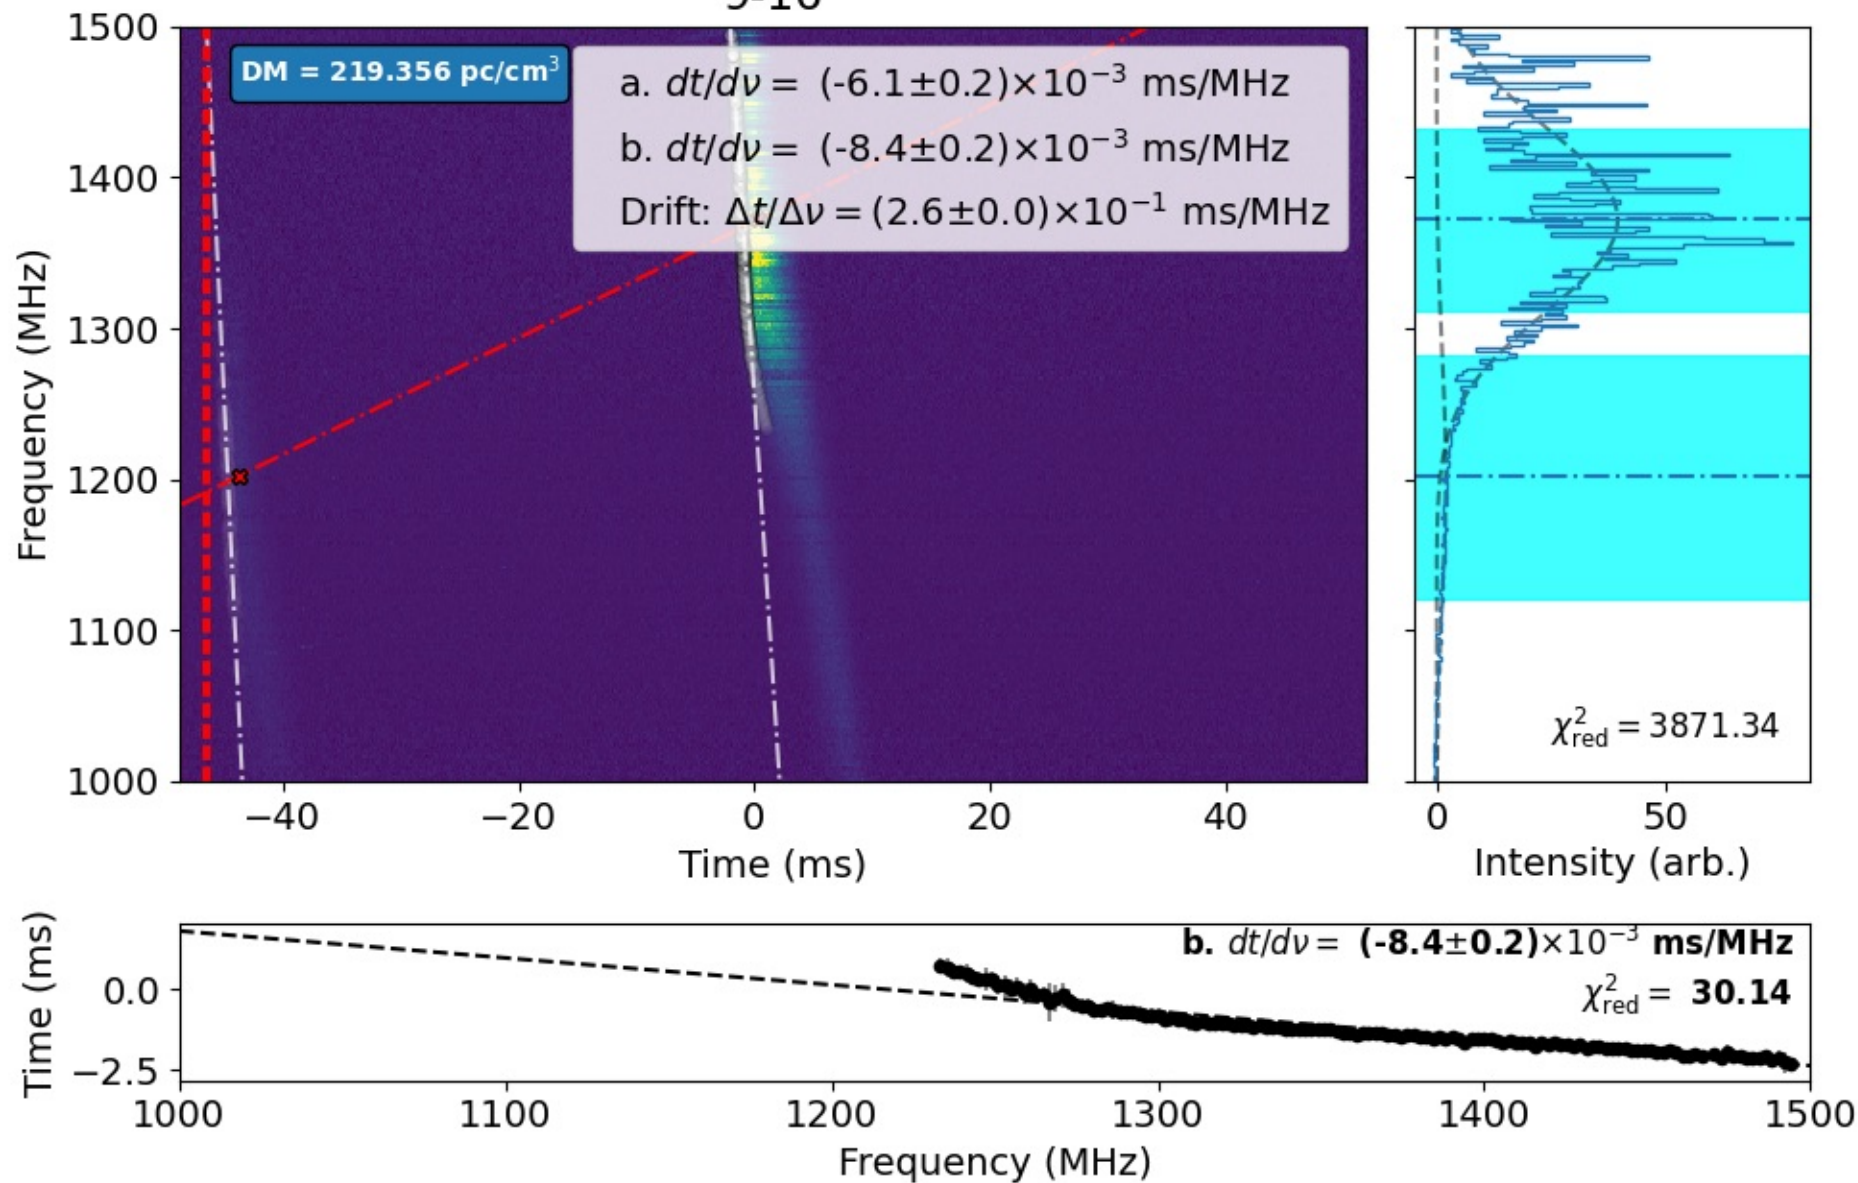 1500
1400
1300
1200
1100
1000
Frequency (MHz)
DM = 219.356 pc/cm³
a. dt/dν = (-6.1±0.2)×10⁻³ ms/MHz
b. dt/dν = (-8.4±0.2)×10⁻³ ms/MHz
Drift: Δt/Δν = (2.6±0.0)×10⁻¹ ms/MHz
−40 −20 0 20 40
Time (ms)
χ²red = 3871.34
0 50
Intensity (arb.)
Time (ms)
0.0
−2.5
b. dt/dν = (-8.4±0.2)×10⁻³ ms/MHz
χ²red = 30.14
1000 1100 1200 1300 1400 1500
Frequency (MHz)